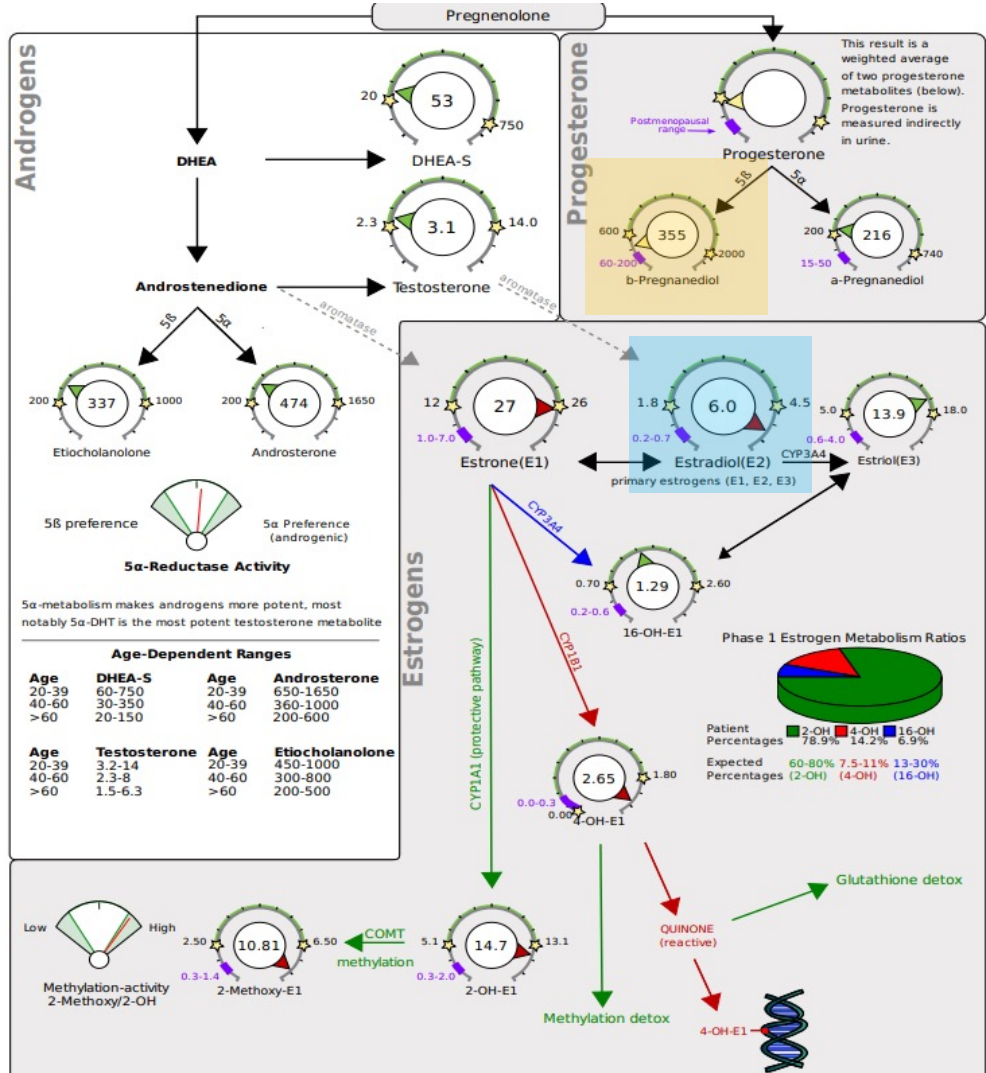 Pregnenolone
Androgens
20
53
750
DHEA-S
DHEA
2.3
3.1
14.0
Testosterone
Androstenedione
aromatase
aromatase
5ß
5α
200
337
1000
Etiocholanolone
200
474
1650
Androsterone
5ß preference
5α Preference
(androgenic)
5α-Reductase Activity
5α-metabolism makes androgens more potent, most
notably 5α-DHT is the most potent testosterone metabolite
Age-Dependent Ranges
Age DHEA-S Age Androsterone
20-39 60-750 20-39 650-1650
40-60 30-350 40-60 360-1000
>60 20-150 >60 200-600
Age Testosterone Age Etiocholanolone
20-39 3.2-14 20-39 450-1000
40-60 2.3-8 40-60 300-800
>60 1.5-6.3 >60 200-500
Progesterone
This result is a
weighted average
of two progesterone
metabolites (below).
Progesterone is
measured indirectly
in urine.
Postmenopausal
range
Progesterone
5ß
5α
600
355
2000
60-200
b-Pregnanediol
200
216
740
15-50
a-Pregnanediol
Estrogens
12
27
26
1.0-7.0
Estrone(E1)
1.8
6.0
4.5
0.2-0.7
Estradiol(E2)
primary estrogens (E1, E2, E3)
CYP3A4
5.0
13.9
18.0
0.6-4.0
Estriol(E3)
CYP3A4
0.70
1.29
2.60
0.2-0.6
16-OH-E1
CYP1B1
CYP1A1 (protective pathway)
2.65
1.80
0.0-0.3
0.00
4-OH-E1
Phase 1 Estrogen Metabolism Ratios
Patient 2-OH 4-OH 16-OH
Percentages 78.9% 14.2% 6.9%
Expected 60-80% 7.5-11% 13-30%
Percentages (2-OH) (4-OH) (16-OH)
Low
High
Methylation-activity
2-Methoxy/2-OH
2.50
10.81
6.50
0.3-1.4
2-Methoxy-E1
COMT
methylation
5.1
14.7
13.1
0.3-2.0
2-OH-E1
Methylation detox
QUINONE
(reactive)
Glutathione detox
4-OH-E1